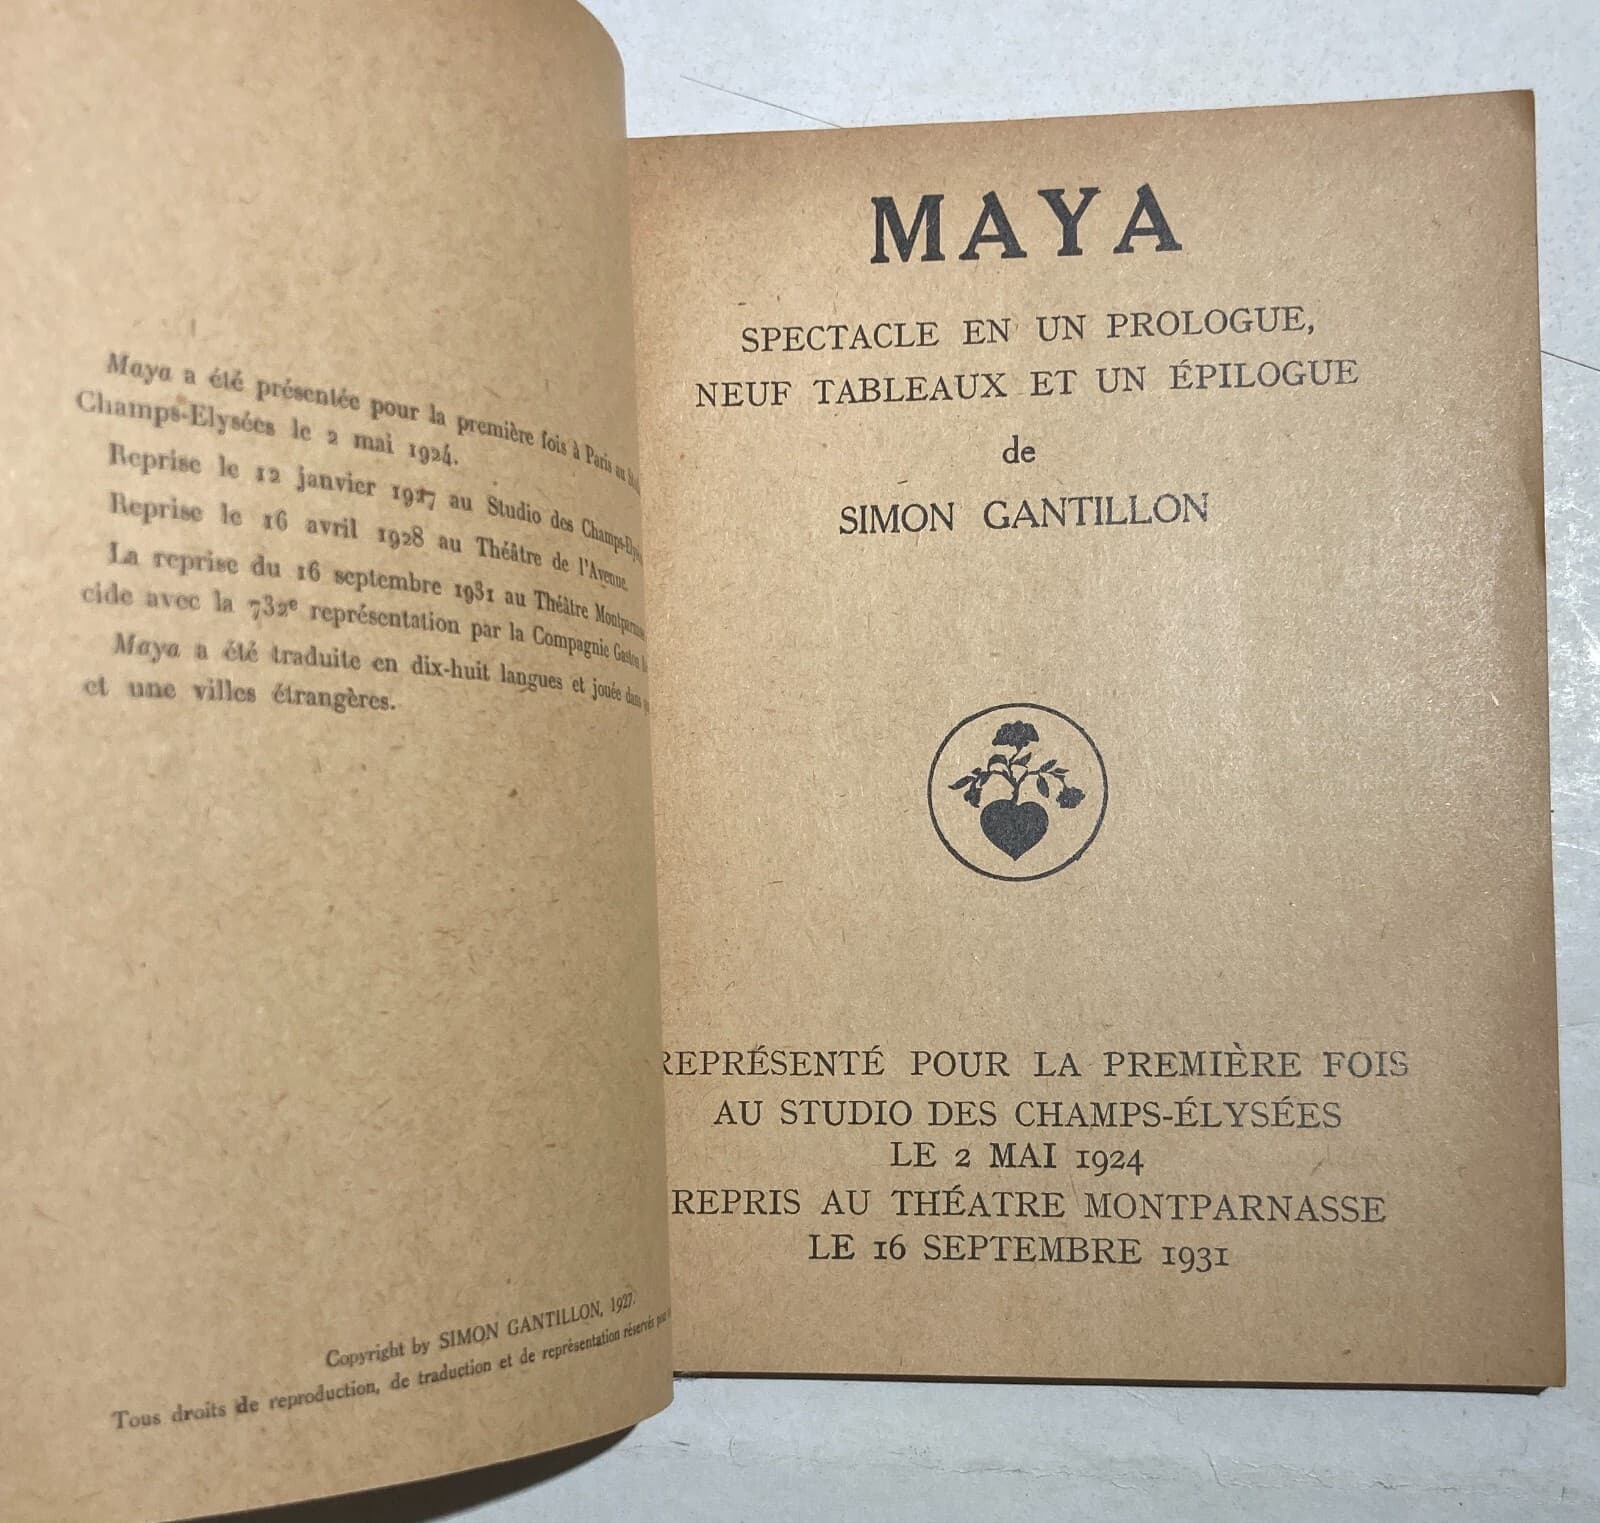 Maya a été présentée pour la première fois à Paris au
Champs-Elysées le 2 mai 1924.
Reprise le 12 janvier 1927 au Studio des
Reprise le 16 avril 1928 au Théâtre de l'Avenue.
La reprise du 16 septembre 1931 au Théâtre
cide avec la 732e représentation par la Compagnie Gaston
Maya a été traduite en dix-huit langues et jouée dans
et une villes étrangères.
Copyright by SIMON GANTILLON, 1927.
Tous droits de reproduction, de traduction et de représentation réservés pour
MAYA
SPECTACLE EN UN PROLOGUE,
NEUF TABLEAUX ET UN ÉPILOGUE
de
SIMON GANTILLON
REPRÉSENTÉ POUR LA PREMIÈRE FOIS
AU STUDIO DES CHAMPS-ÉLYSÉES
LE 2 MAI 1924
REPRIS AU THÉATRE MONTPARNASSE
LE 16 SEPTEMBRE 1931